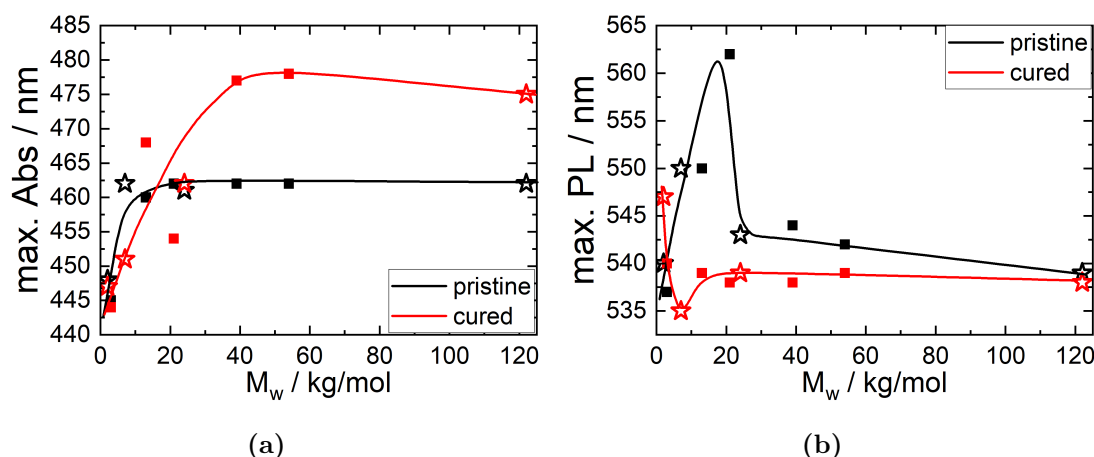 485
480
475
470
465
460
455
450
445
440
max. Abs / nm
0 20 40 60 80 100 120
M_w / kg/mol
pristine
cured
(a)
565
560
555
550
545
540
535
max. PL / nm
0 20 40 60 80 100 120
M_w / kg/mol
pristine
cured
(b)